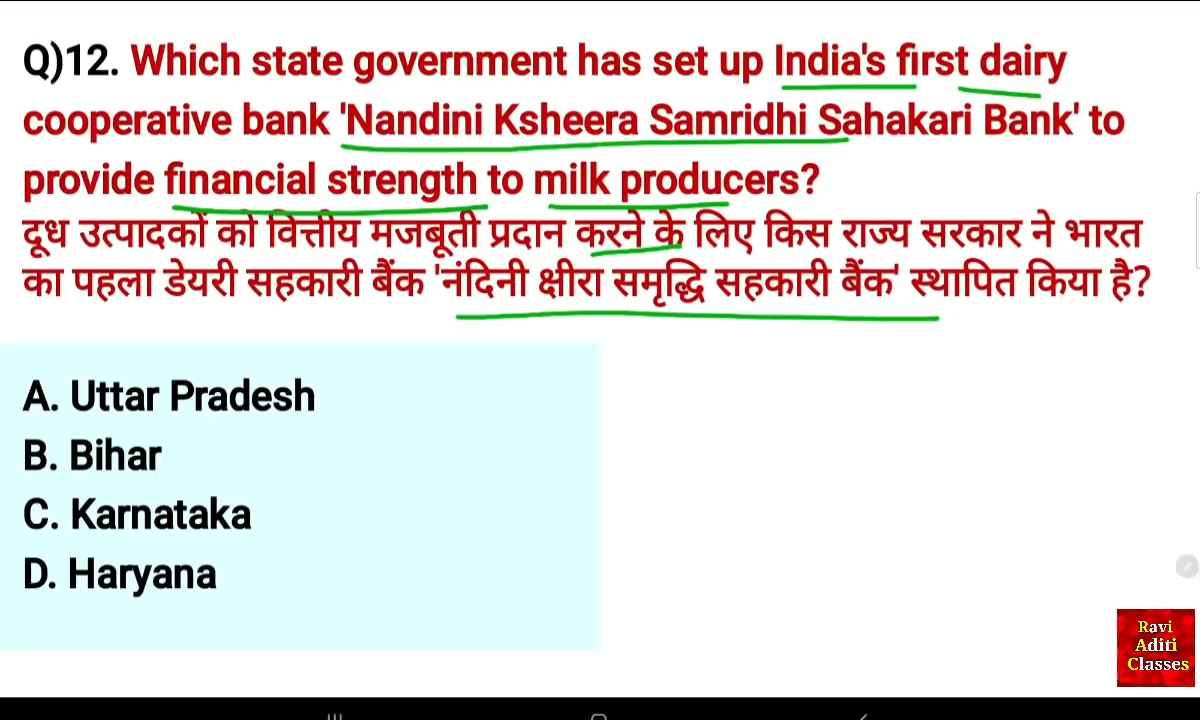 Q)12. Which state government has set up India's first dairy
cooperative bank 'Nandini Ksheera Samridhi Sahakari Bank' to
provide financial strength to milk producers?
दूध उत्पादकों को वित्तीय मजबूती प्रदान करने के लिए किस राज्य सरकार ने भारत
का पहला डेयरी सहकारी बैंक 'नंदिनी क्षीरा समृद्धि सहकारी बैंक' स्थापित किया है?
A. Uttar Pradesh
B. Bihar
C. Karnataka
D. Haryana
Ravi
Aditi
Classes